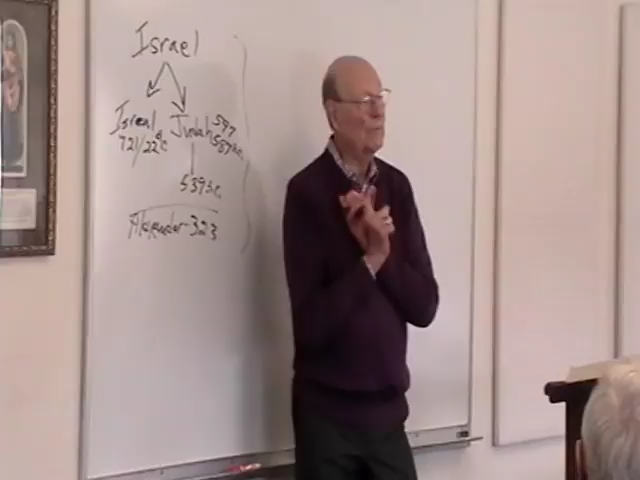 Israel
Israel Judah 597
721/22BC 587BC
539BC
Alexander-323